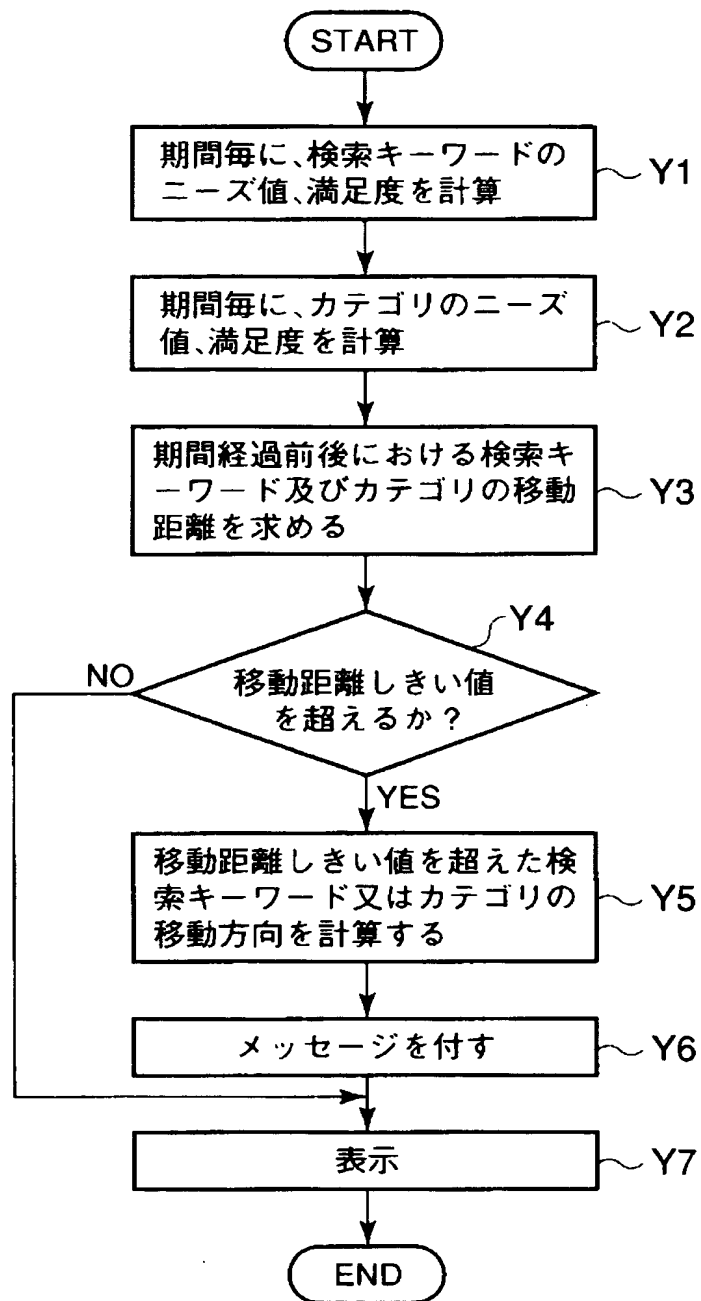 START
期間毎に、検索キーワードの
ニーズ値、満足度を計算
Y1
期間毎に、カテゴリのニーズ
値、満足度を計算
Y2
期間経過前後における検索キ
ーワード及びカテゴリの移動
距離を求める
Y3
Y4
移動距離しきい値
を超えるか？
NO
YES
移動距離しきい値を超えた検
索キーワード又はカテゴリの
移動方向を計算する
Y5
メッセージを付す
Y6
表示
Y7
END